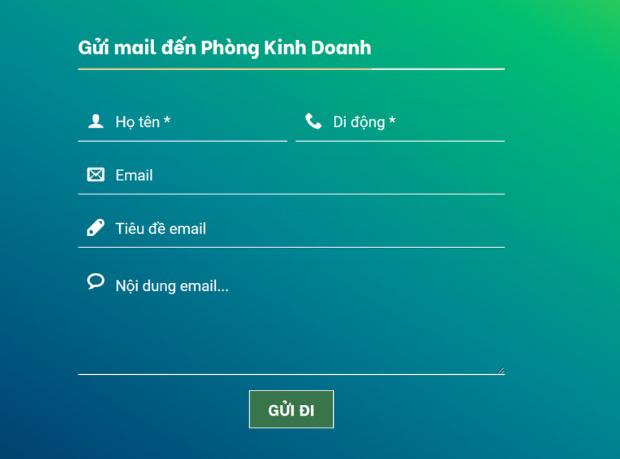 Gửi mail đến Phòng Kinh Doanh
Họ tên * Di động *
Email
Tiêu đề email
Nội dung email...
GỬI ĐI